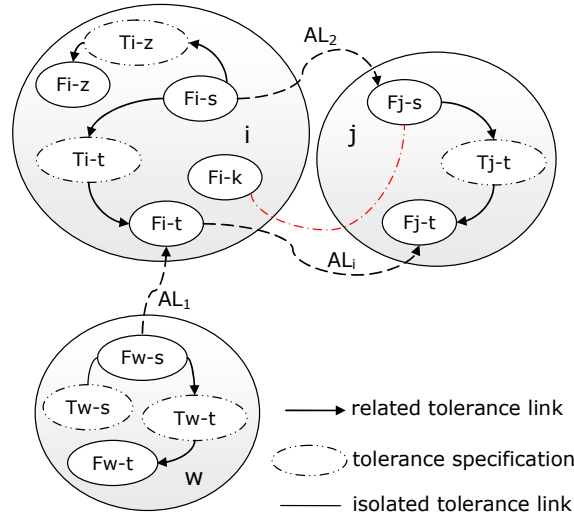 Ti-z
AL2
Fi-z
Fi-s
Fj-s
i
j
Ti-t
Tj-t
Fi-k
Fi-t
Fj-t
ALi
AL1
Fw-s
Tw-s
Tw-t
related tolerance link
Fw-t
tolerance specification
w
isolated tolerance link